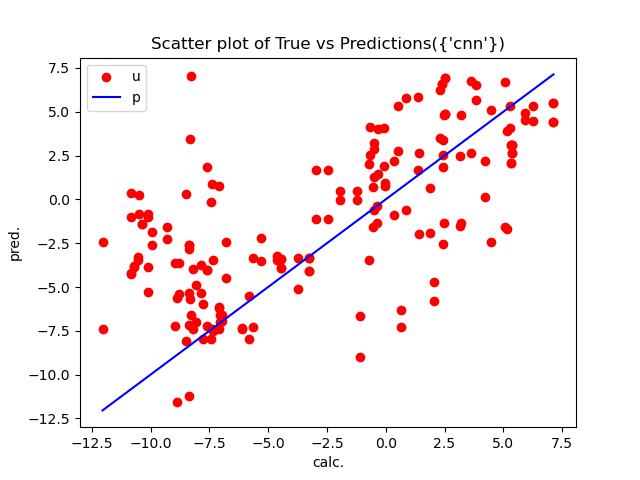 Scatter plot of True vs Predictions({'cnn'})
u
p
7.5
5.0
2.5
0.0
−2.5
−5.0
−7.5
−10.0
−12.5
pred.
−12.5 −10.0 −7.5 −5.0 −2.5 0.0 2.5 5.0 7.5
calc.